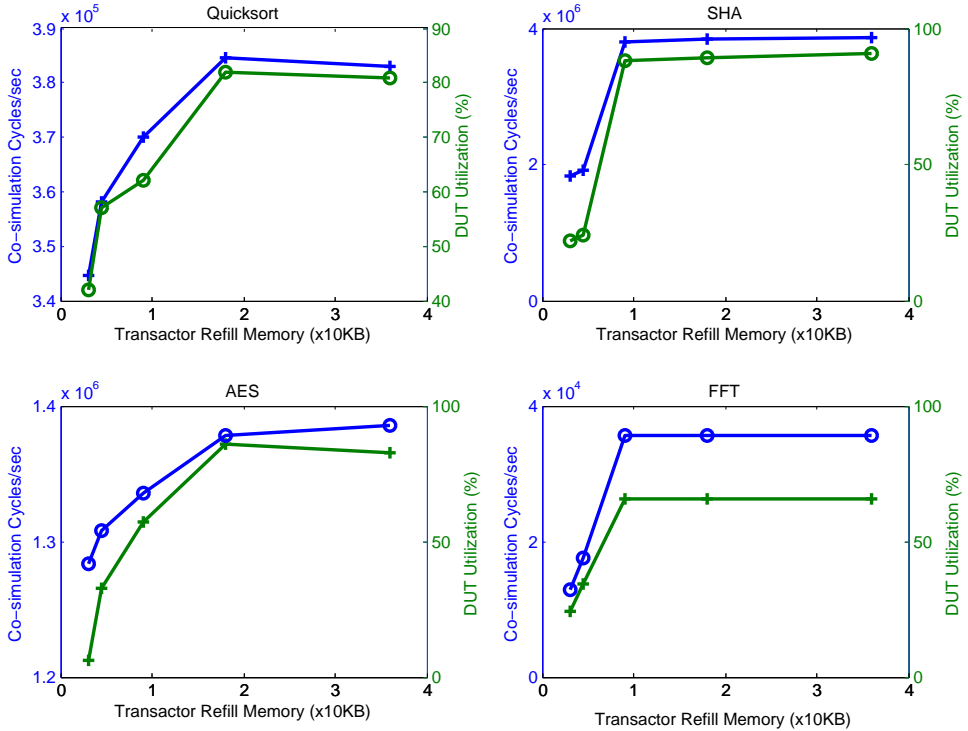 Quicksort
x 10^5
3.9
3.8
3.7
3.6
3.5
3.4
Co-simulation Cycles/sec
90
80
70
60
50
40
DUT Utilization (%)
0 1 2 3 4
Transactor Refill Memory (x10KB)
SHA
x 10^6
4
2
0
Co-simulation Cycles/sec
100
50
0
DUT Utilization (%)
0 1 2 3 4
Transactor Refill Memory (x10KB)
AES
x 10^6
1.4
1.3
1.2
Co-simulation Cycles/sec
100
50
0
DUT Utilization (%)
0 1 2 3 4
Transactor Refill Memory (x10KB)
FFT
x 10^4
4
2
0
Co-simulation Cycles/sec
100
50
0
DUT Utilization (%)
0 1 2 3 4
Transactor Refill Memory (x10KB)